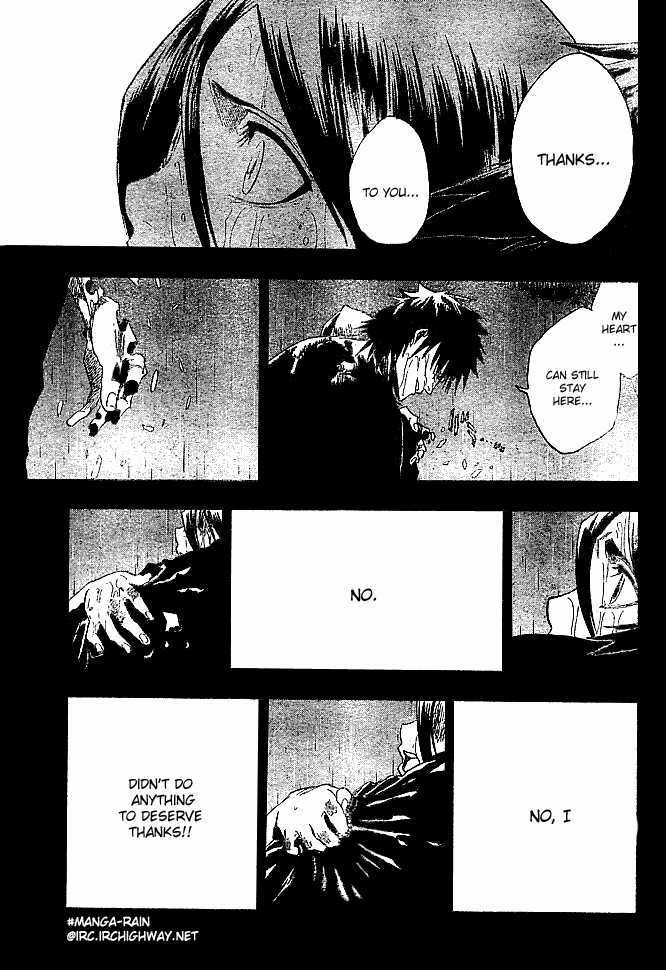 THANKS...
TO YOU...
MY
HEART
...
CAN STILL
STAY
HERE...
NO.
NO, I
DIDN'T DO
ANYTHING
TO DESERVE
THANKS!!
#MANGA-RAIN
@IRC.IRCHIGHWAY.NET